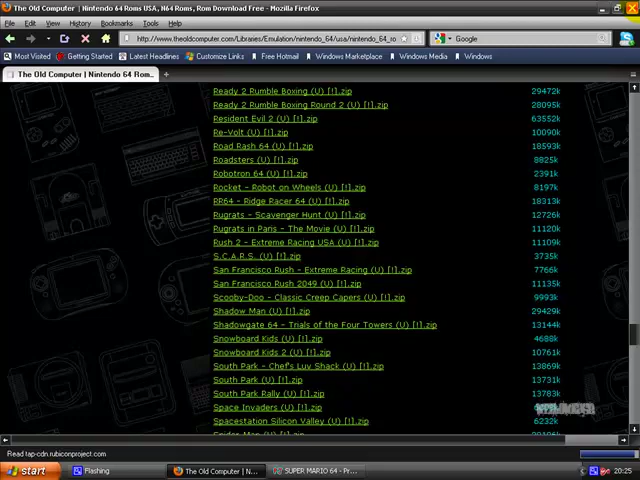 The Old Computer | Nintendo 64 Roms USA, N64 Roms, Rom Download Free - Mozilla Firefox
File Edit View History Bookmarks Tools Help
http://www.theoldcomputer.com/Libraries/Emulation/nintendo_64/usa/nintendo_64_ro
Google
Most Visited Getting Started Latest Headlines Customize Links Free Hotmail Windows Marketplace Windows Media Windows
The Old Computer | Nintendo 64 Rom...
Ready 2 Rumble Boxing (U) [!].zip 29472k
Ready 2 Rumble Boxing Round 2 (U) [!].zip 28095k
Resident Evil 2 (U) [!].zip 63552k
Re-Volt (U) [!].zip 10090k
Road Rash 64 (U) [!].zip 18593k
Roadsters (U) [!].zip 8825k
Robotron 64 (U) [!].zip 2391k
Rocket - Robot on Wheels (U) [!].zip 8197k
RR64 - Ridge Racer 64 (U) [!].zip 18313k
Rugrats - Scavenger Hunt (U) [!].zip 12726k
Rugrats in Paris - The Movie (U) [!].zip 11120k
Rush 2 - Extreme Racing USA (U) [!].zip 11109k
S.C.A.R.S. (U) [!].zip 3735k
San Francisco Rush - Extreme Racing (U) [!].zip 7766k
San Francisco Rush 2049 (U) [!].zip 11135k
Scooby-Doo - Classic Creep Capers (U) [!].zip 9993k
Shadow Man (U) [!].zip 29429k
Shadowgate 64 - Trials of the Four Towers (U) [!].zip 13144k
Snowboard Kids (U) [!].zip 4688k
Snowboard Kids 2 (U) [!].zip 10761k
South Park - Chef's Luv Shack (U) [!].zip 13869k
South Park (U) [!].zip 13731k
South Park Rally (U) [!].zip 13783k
Space Invaders (U) [!].zip
Spacestation Silicon Valley (U) [!].zip 6232k
Read tap-cdn.rubiconproject.com
start Flashing The Old Computer | N... SUPER MARIO 64 - Pr... 20:25